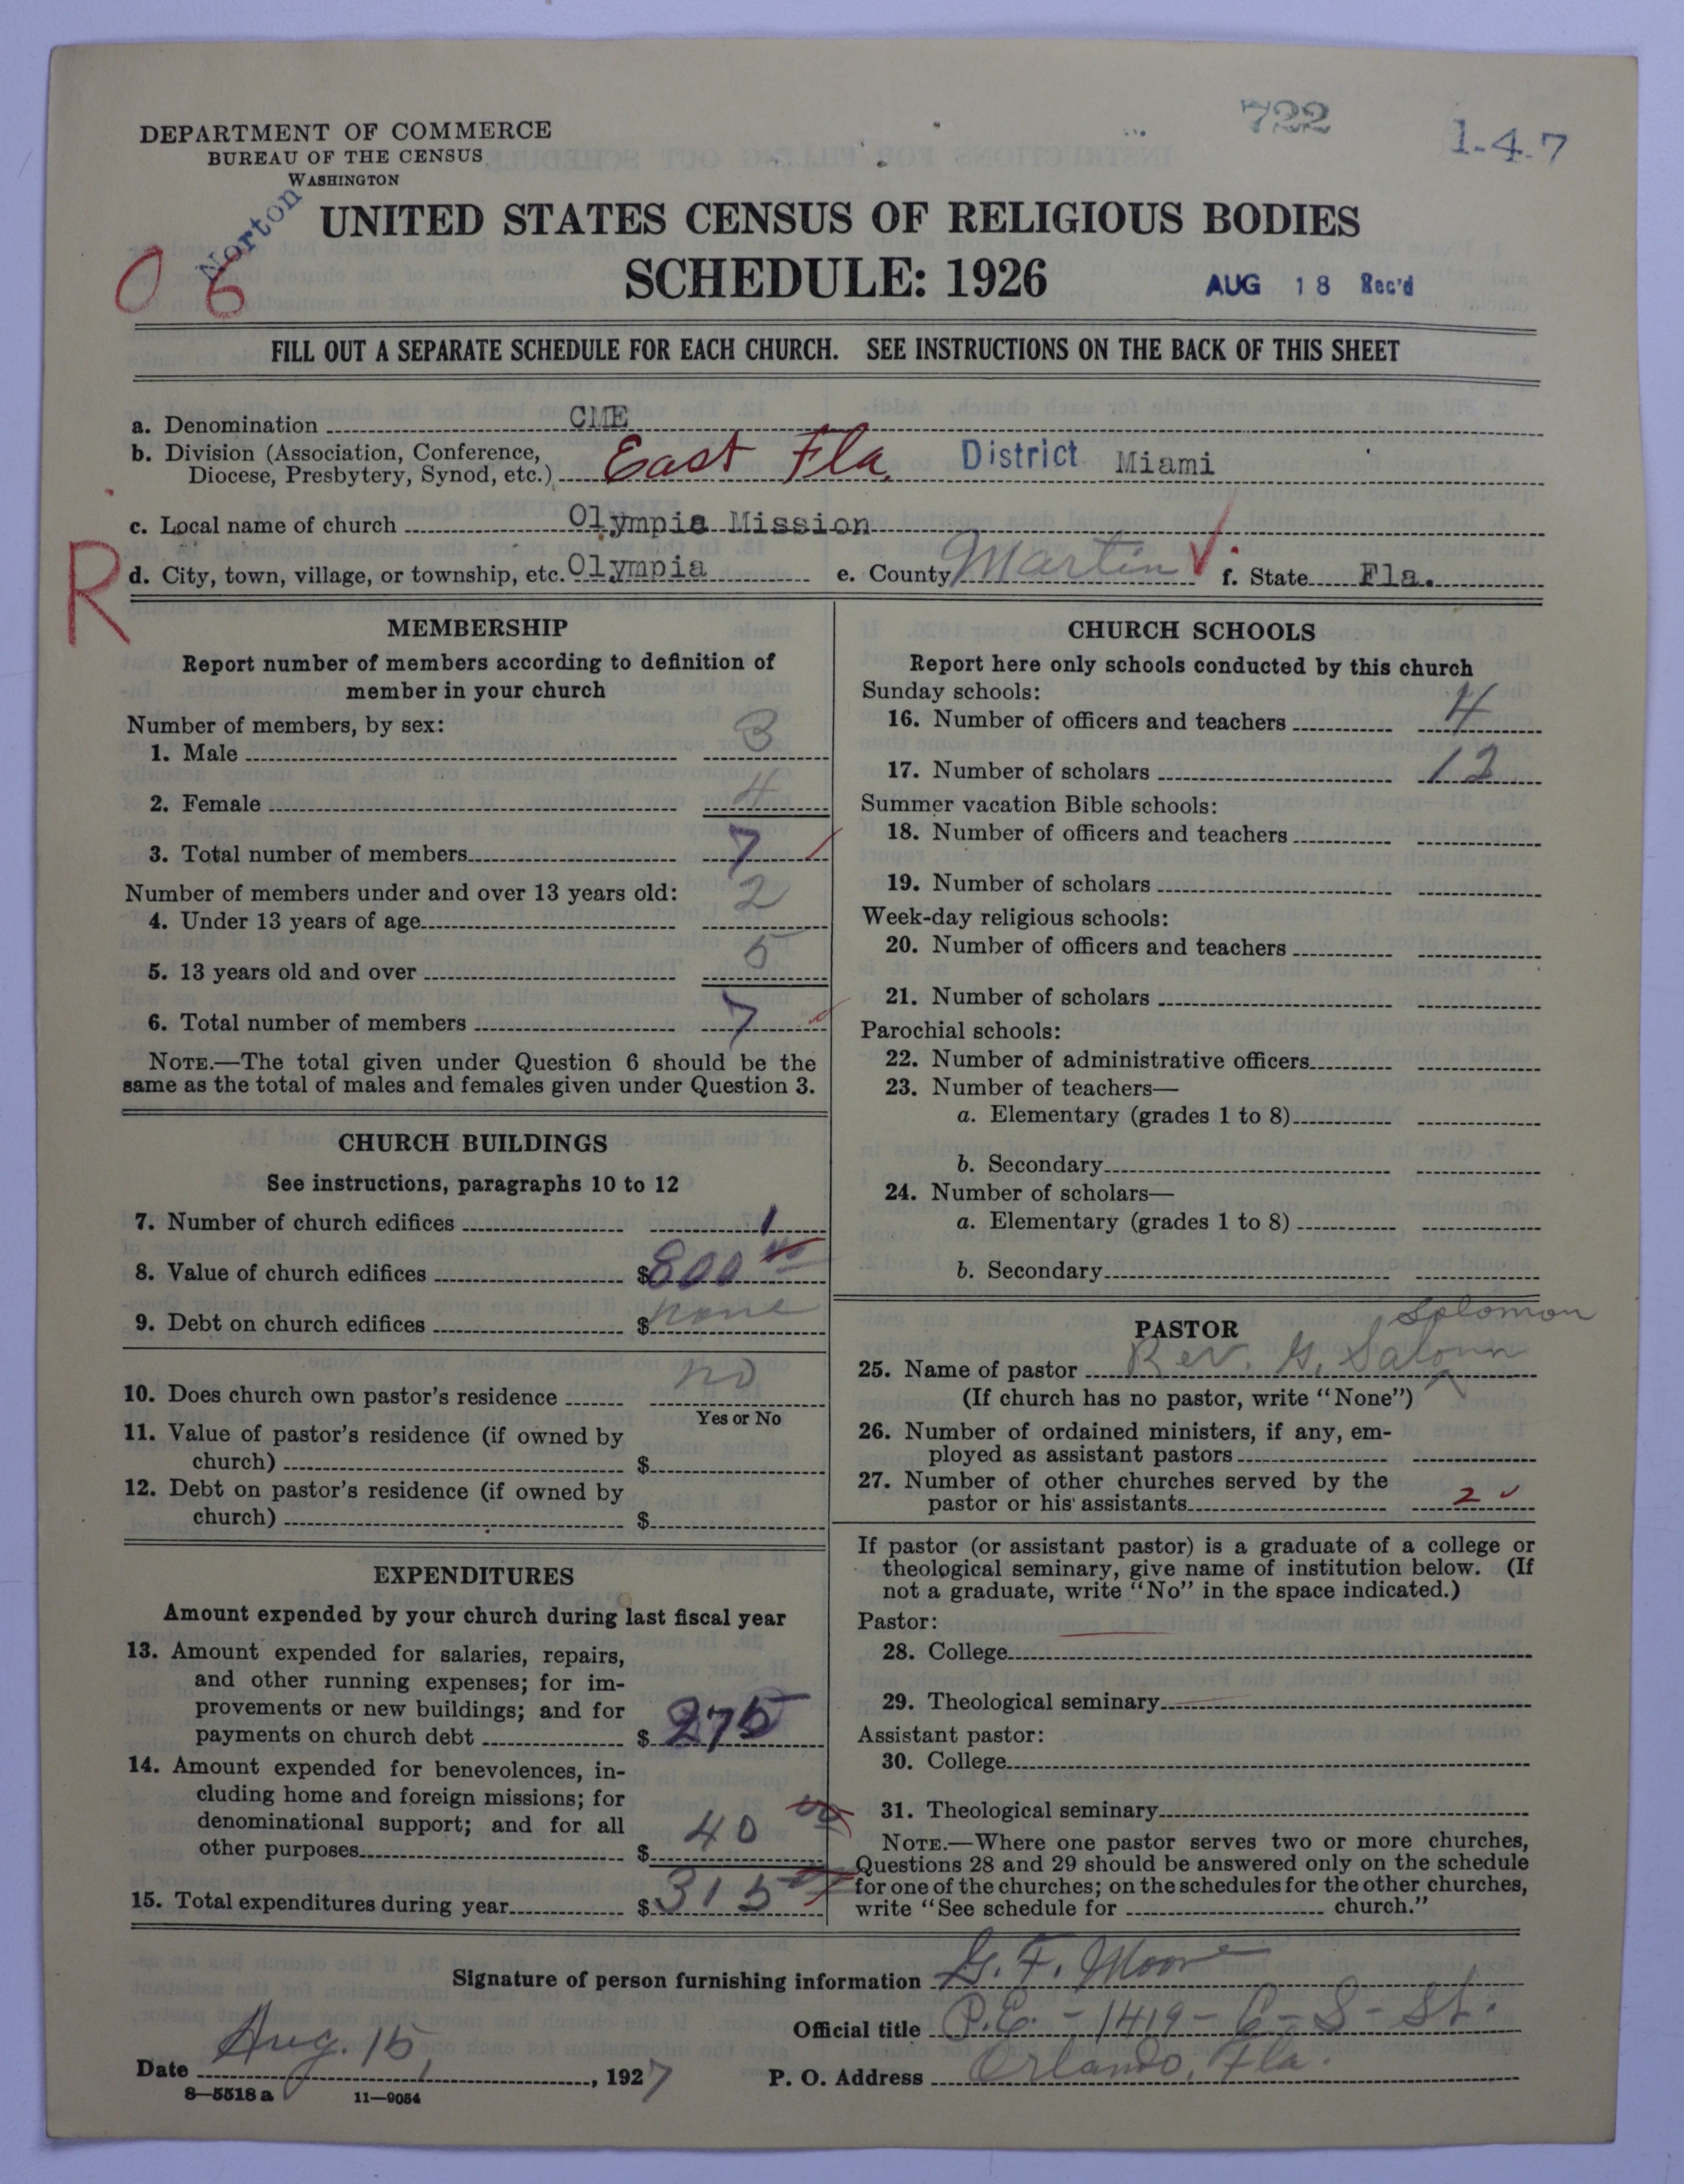 722
1-4-7
DEPARTMENT OF COMMERCE
BUREAU OF THE CENSUS
WASHINGTON
Norton
06
UNITED STATES CENSUS OF RELIGIOUS BODIES
SCHEDULE: 1926
AUG 18 Rec'd
FILL OUT A SEPARATE SCHEDULE FOR EACH CHURCH. SEE INSTRUCTIONS ON THE BACK OF THIS SHEET
a. Denomination CME
b. Division (Association, Conference,
Diocese, Presbytery, Synod, etc.) East Fla. District Miami
c. Local name of church Olympia Mission
R
d. City, town, village, or township, etc. Olympia e. County Martin f. State Fla.
MEMBERSHIP
Report number of members according to definition of
member in your church
Number of members, by sex:
1. Male 3
2. Female 4
3. Total number of members 7
Number of members under and over 13 years old:
4. Under 13 years of age 2
5. 13 years old and over 5
6. Total number of members 7
NOTE.—The total given under Question 6 should be the
same as the total of males and females given under Question 3.
CHURCH BUILDINGS
See instructions, paragraphs 10 to 12
7. Number of church edifices 1
8. Value of church edifices $800 00
9. Debt on church edifices $ none
10. Does church own pastor's residence no
Yes or No
11. Value of pastor's residence (if owned by
church) $
12. Debt on pastor's residence (if owned by
church) $
EXPENDITURES
Amount expended by your church during last fiscal year
13. Amount expended for salaries, repairs,
and other running expenses; for im-
provements or new buildings; and for
payments on church debt $ 275
14. Amount expended for benevolences, in-
cluding home and foreign missions; for
denominational support; and for all
other purposes $ 40 00
15. Total expenditures during year $ 315 00
CHURCH SCHOOLS
Report here only schools conducted by this church
Sunday schools:
16. Number of officers and teachers 4
17. Number of scholars 12
Summer vacation Bible schools:
18. Number of officers and teachers
19. Number of scholars
Week-day religious schools:
20. Number of officers and teachers
21. Number of scholars
Parochial schools:
22. Number of administrative officers
23. Number of teachers—
a. Elementary (grades 1 to 8)
b. Secondary
24. Number of scholars—
a. Elementary (grades 1 to 8)
b. Secondary
PASTOR
Solomon
25. Name of pastor Rev. G. Salomn
(If church has no pastor, write "None")
26. Number of ordained ministers, if any, em-
ployed as assistant pastors
27. Number of other churches served by the
pastor or his assistants 2
If pastor (or assistant pastor) is a graduate of a college or
theological seminary, give name of institution below. (If
not a graduate, write "No" in the space indicated.)
Pastor:
28. College
29. Theological seminary
Assistant pastor:
30. College
31. Theological seminary
NOTE.—Where one pastor serves two or more churches,
Questions 28 and 29 should be answered only on the schedule
for one of the churches; on the schedules for the other churches,
write "See schedule for church."
Signature of person furnishing information G. F. Moore
Official title P.E. - 1419 - C - S - St.
Date Aug. 15, 1927 P. O. Address Orlando, Fla.
8—5518 a 11—9054